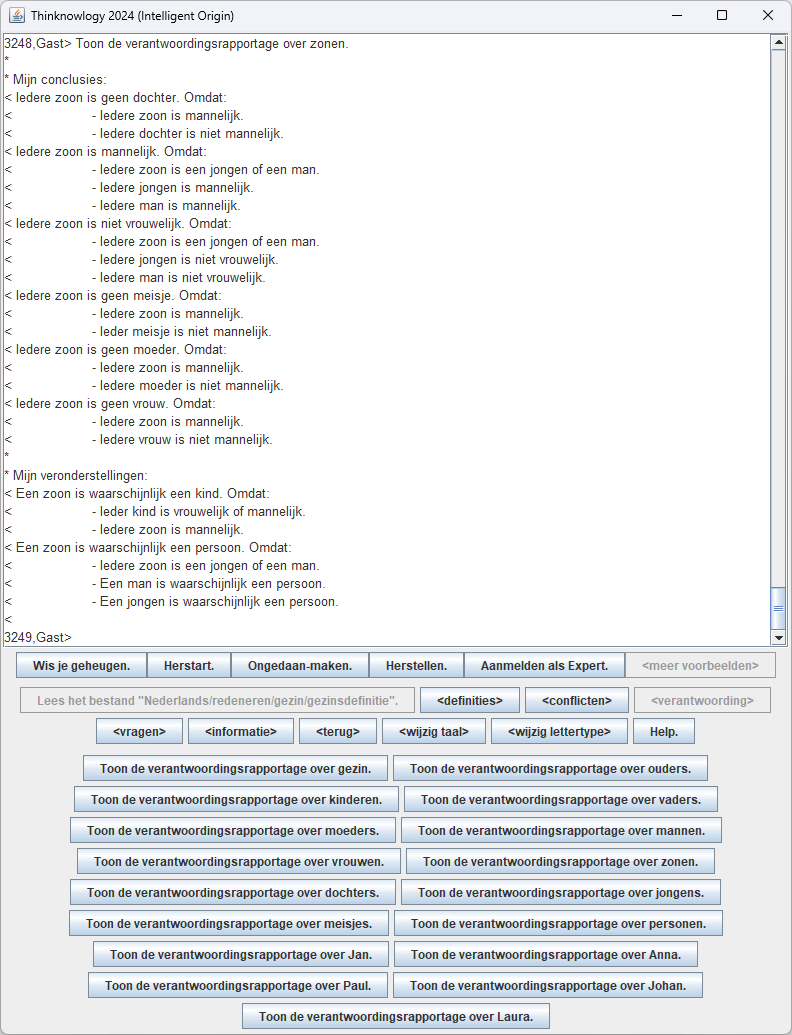 Thinknowlogy 2024 (Intelligent Origin)
3248,Gast> Toon de verantwoordingsrapportage over zonen.
*
* Mijn conclusies:
< Iedere zoon is geen dochter. Omdat:
< - Iedere zoon is mannelijk.
< - Iedere dochter is niet mannelijk.
< Iedere zoon is mannelijk. Omdat:
< - Iedere zoon is een jongen of een man.
< - Iedere jongen is mannelijk.
< - Iedere man is mannelijk.
< Iedere zoon is niet vrouwelijk. Omdat:
< - Iedere zoon is een jongen of een man.
< - Iedere jongen is niet vrouwelijk.
< - Iedere man is niet vrouwelijk.
< Iedere zoon is geen meisje. Omdat:
< - Iedere zoon is mannelijk.
< - Ieder meisje is niet mannelijk.
< Iedere zoon is geen moeder. Omdat:
< - Iedere zoon is mannelijk.
< - Iedere moeder is niet mannelijk.
< Iedere zoon is geen vrouw. Omdat:
< - Iedere zoon is mannelijk.
< - Iedere vrouw is niet mannelijk.
*
* Mijn veronderstellingen:
< Een zoon is waarschijnlijk een kind. Omdat:
< - Ieder kind is vrouwelijk of mannelijk.
< - Iedere zoon is mannelijk.
< Een zoon is waarschijnlijk een persoon. Omdat:
< - Iedere zoon is een jongen of een man.
< - Een man is waarschijnlijk een persoon.
< - Een jongen is waarschijnlijk een persoon.
<
3249,Gast>
Wis je geheugen. Herstart. Ongedaan-maken. Herstellen. Aanmelden als Expert. <meer voorbeelden>
Lees het bestand "Nederlands/redeneren/gezin/gezinsdefinitie". <definities> <conflicten> <verantwoording>
<vragen> <informatie> <terug> <wijzig taal> <wijzig lettertype> Help.
Toon de verantwoordingsrapportage over gezin. Toon de verantwoordingsrapportage over ouders.
Toon de verantwoordingsrapportage over kinderen. Toon de verantwoordingsrapportage over vaders.
Toon de verantwoordingsrapportage over moeders. Toon de verantwoordingsrapportage over mannen.
Toon de verantwoordingsrapportage over vrouwen. Toon de verantwoordingsrapportage over zonen.
Toon de verantwoordingsrapportage over dochters. Toon de verantwoordingsrapportage over jongens.
Toon de verantwoordingsrapportage over meisjes. Toon de verantwoordingsrapportage over personen.
Toon de verantwoordingsrapportage over Jan. Toon de verantwoordingsrapportage over Anna.
Toon de verantwoordingsrapportage over Paul. Toon de verantwoordingsrapportage over Johan.
Toon de verantwoordingsrapportage over Laura.